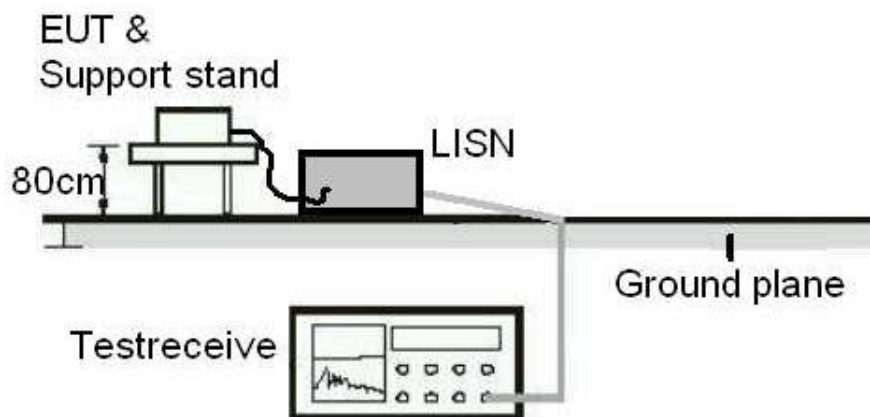 EUT &
Support stand
LISN
80cm
Ground plane
Testreceive